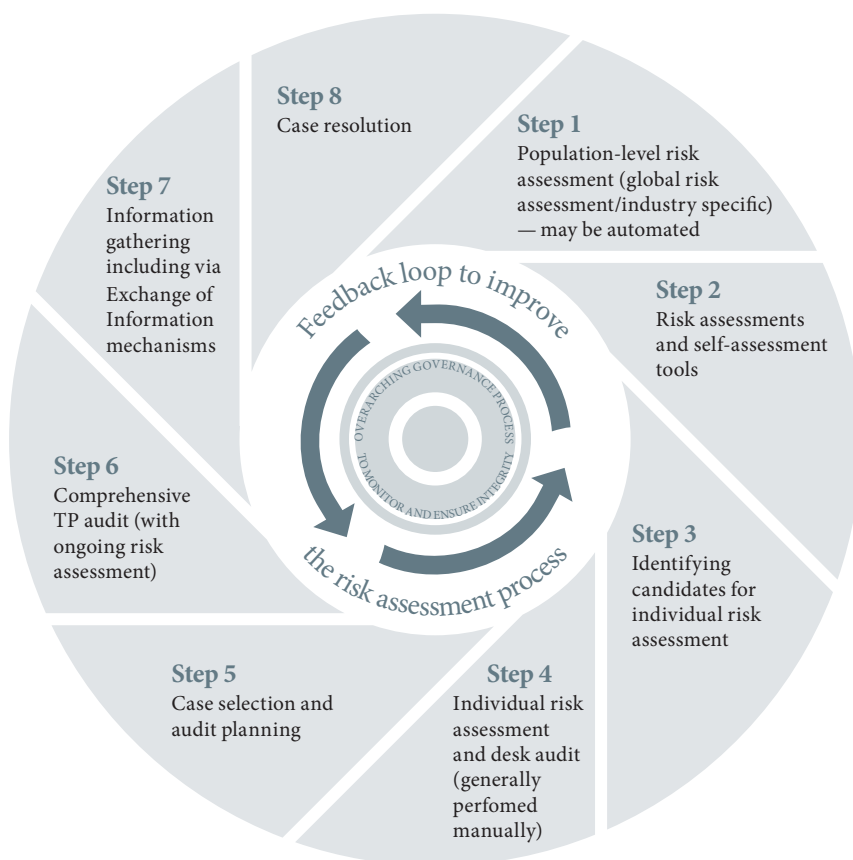 Step 1
Population-level risk
assessment (global risk
assessment/industry specific)
— may be automated
Step 2
Risk assessments
and self-assessment
tools
Step 3
Identifying
candidates for
individual risk
assessment
Step 4
Individual risk
assessment
and desk audit
(generally
perfomed
manually)
Step 5
Case selection and
audit planning
Step 6
Comprehensive
TP audit (with
ongoing risk
assessment)
Step 7
Information
gathering
including via
Exchange of
Information
mechanisms
Step 8
Case resolution
Feedback loop to improve
the risk assessment process
OVERARCHING GOVERNANCE PROCESS
TO MONITOR AND ENSURE INTEGRITY